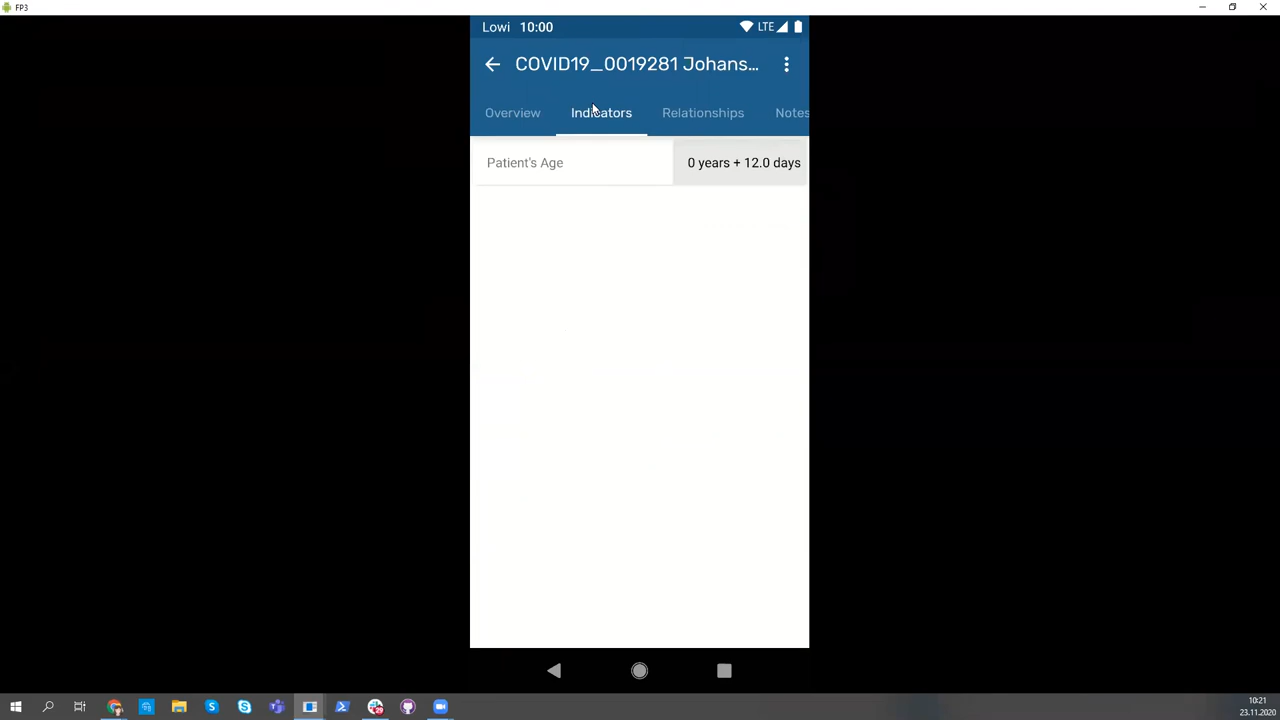 FP3
Lowi 10:00 LTE
COVID19_0019281 Johans...
Overview Indicators Relationships Notes
Patient's Age 0 years + 12.0 days
10:21
23.11.2020